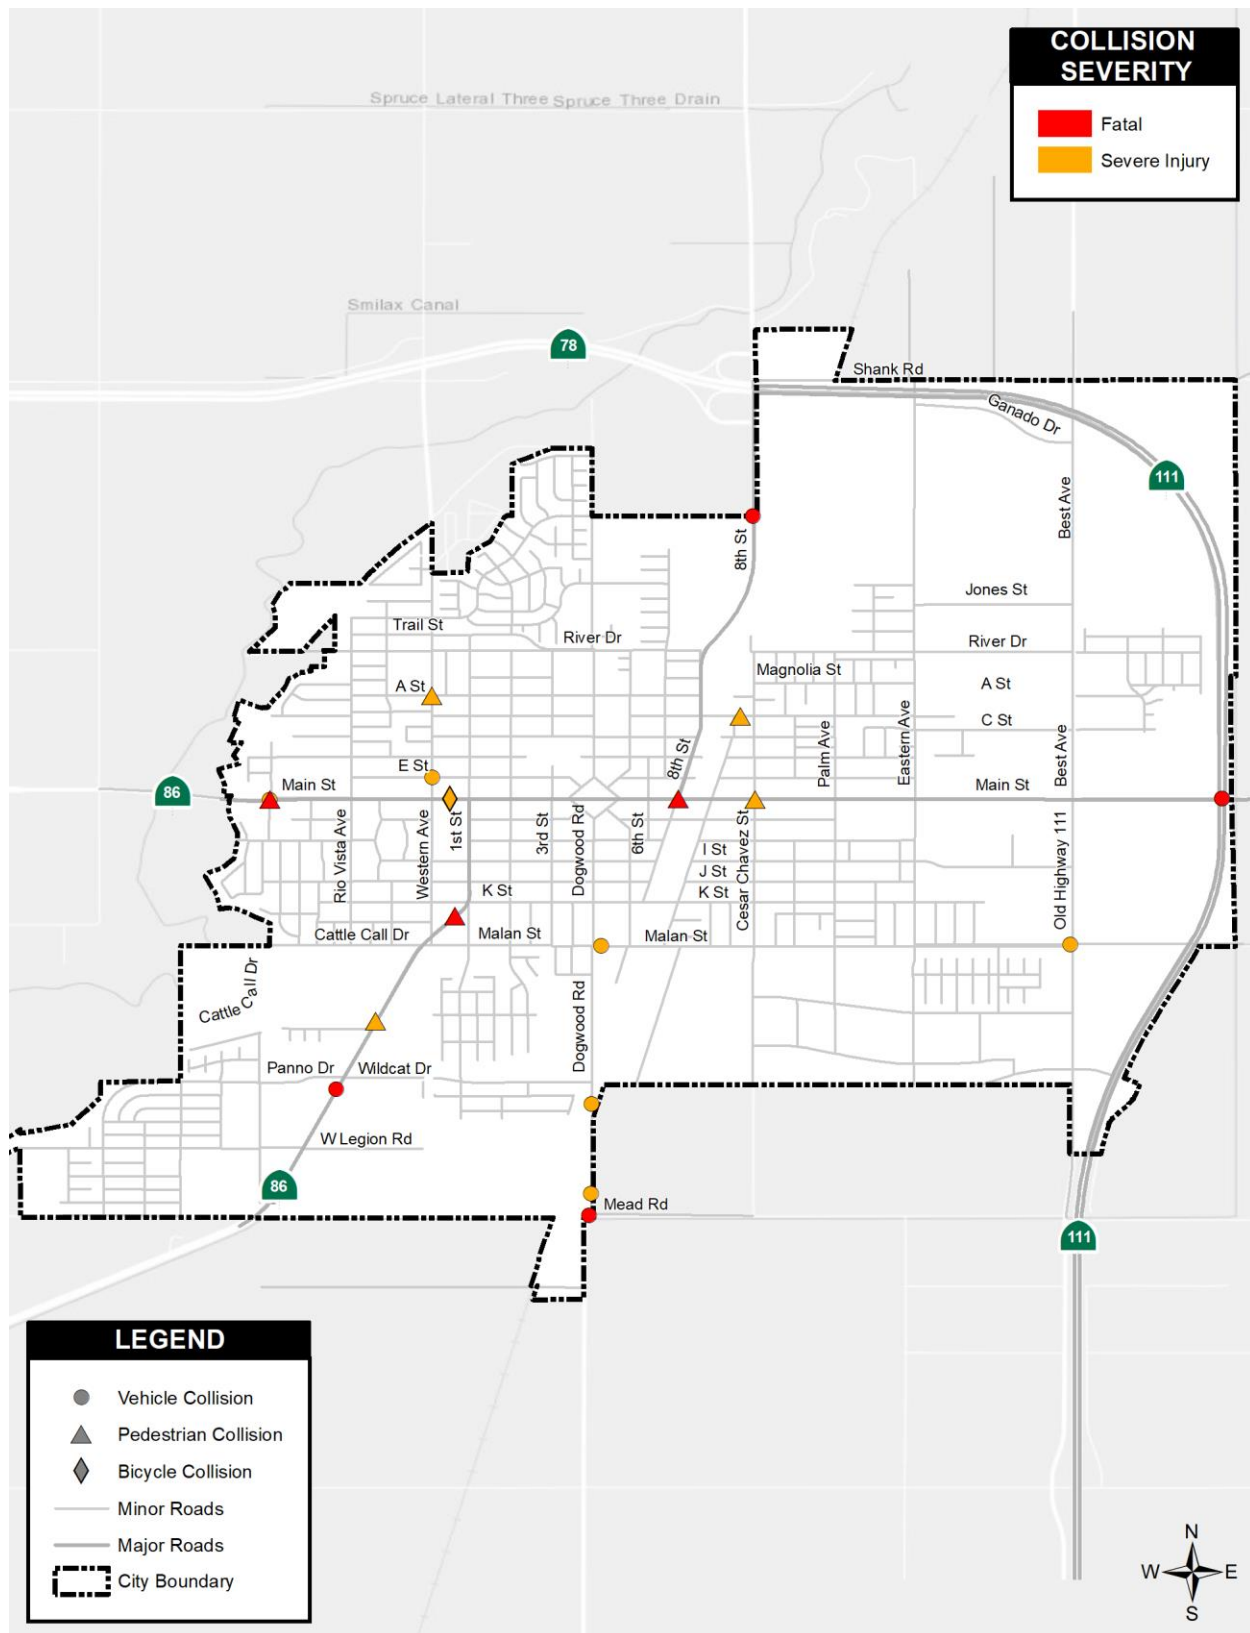 COLLISION
SEVERITY
Fatal
Severe Injury
Spruce Lateral Three Spruce Three Drain
Smilax Canal
78
Shank Rd
Ganado Dr
111
Best Ave
8th St
Jones St
Trail St
River Dr
River Dr
Magnolia St
A St
A St
C St
Palm Ave
Eastern Ave
Best Ave
8th St
E St
Main St
Main St
86
Rio Vista Ave
Western Ave
1st St
3rd St
Dogwood Rd
6th St
Cesar Chavez St
Old Highway 111
I St
J St
K St
K St
Cattle Call Dr
Malan St
Malan St
Cattle Call Dr
Dogwood Rd
Panno Dr
Wildcat Dr
W Legion Rd
86
Mead Rd
111
LEGEND
Vehicle Collision
Pedestrian Collision
Bicycle Collision
Minor Roads
Major Roads
City Boundary
N
W E
S